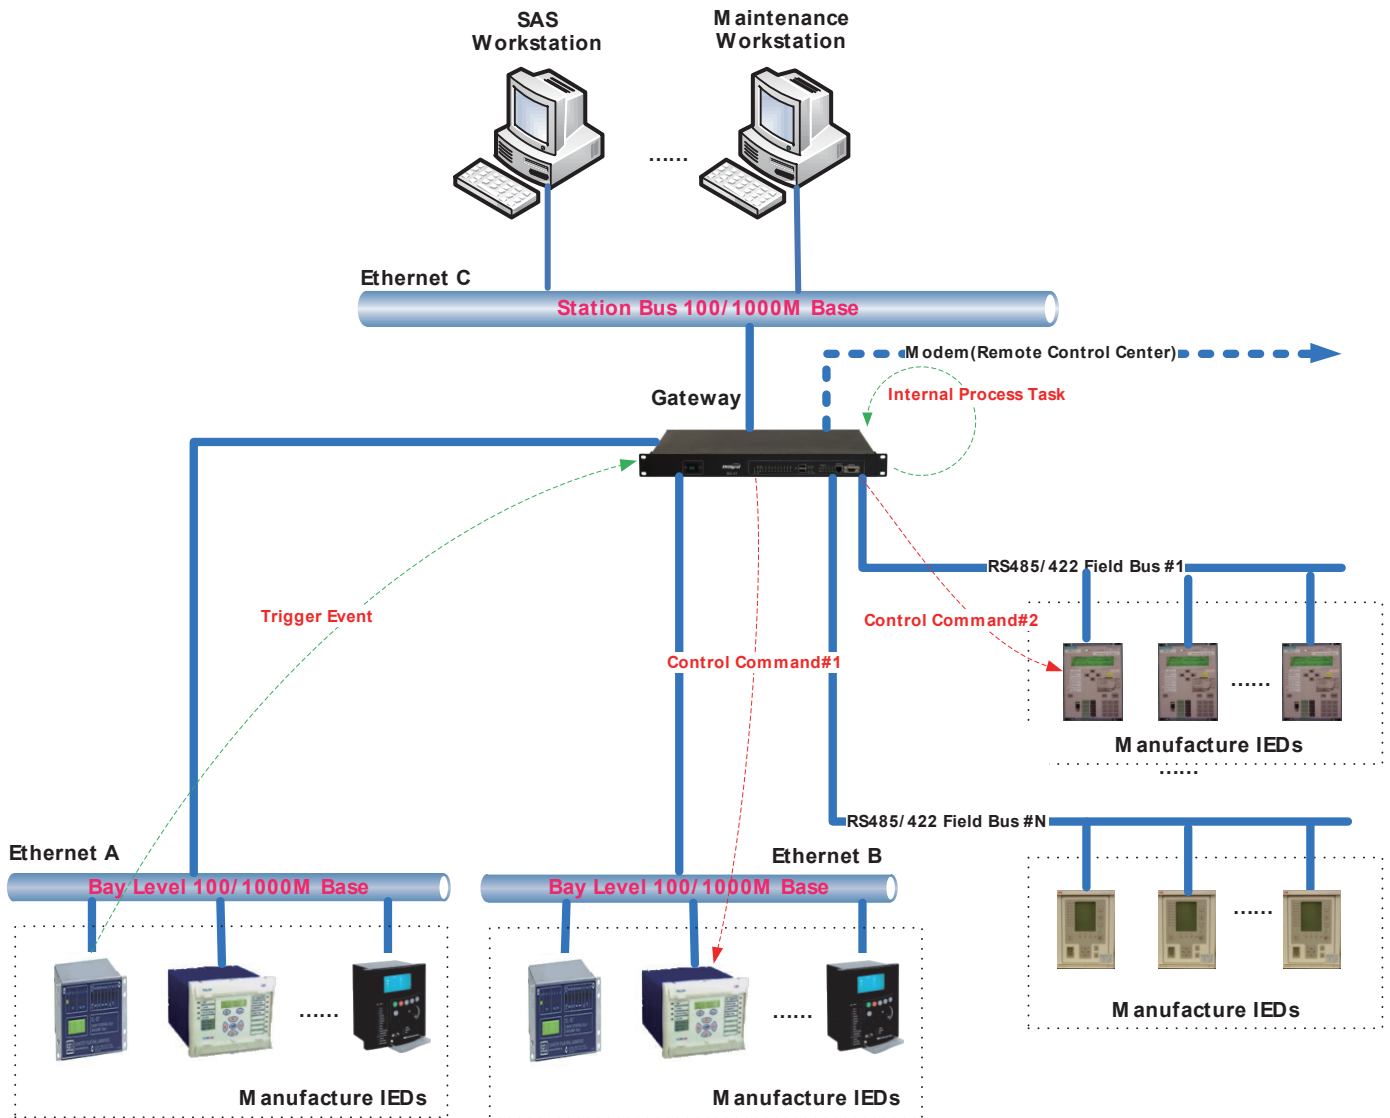 SAS
Workstation
Maintenance
Workstation
......
Ethernet C
Station Bus 100/1000M Base
Modem(Remote Control Center)
Gateway
Internal Process Task
RS485/422 Field Bus #1
Trigger Event
Control Command#2
Control Command#1
......
Manufacture IEDs
......
RS485/422 Field Bus #N
Ethernet A
Ethernet B
Bay Level 100/1000M Base
Bay Level 100/1000M Base
......
Manufacture IEDs
......
......
Manufacture IEDs
Manufacture IEDs